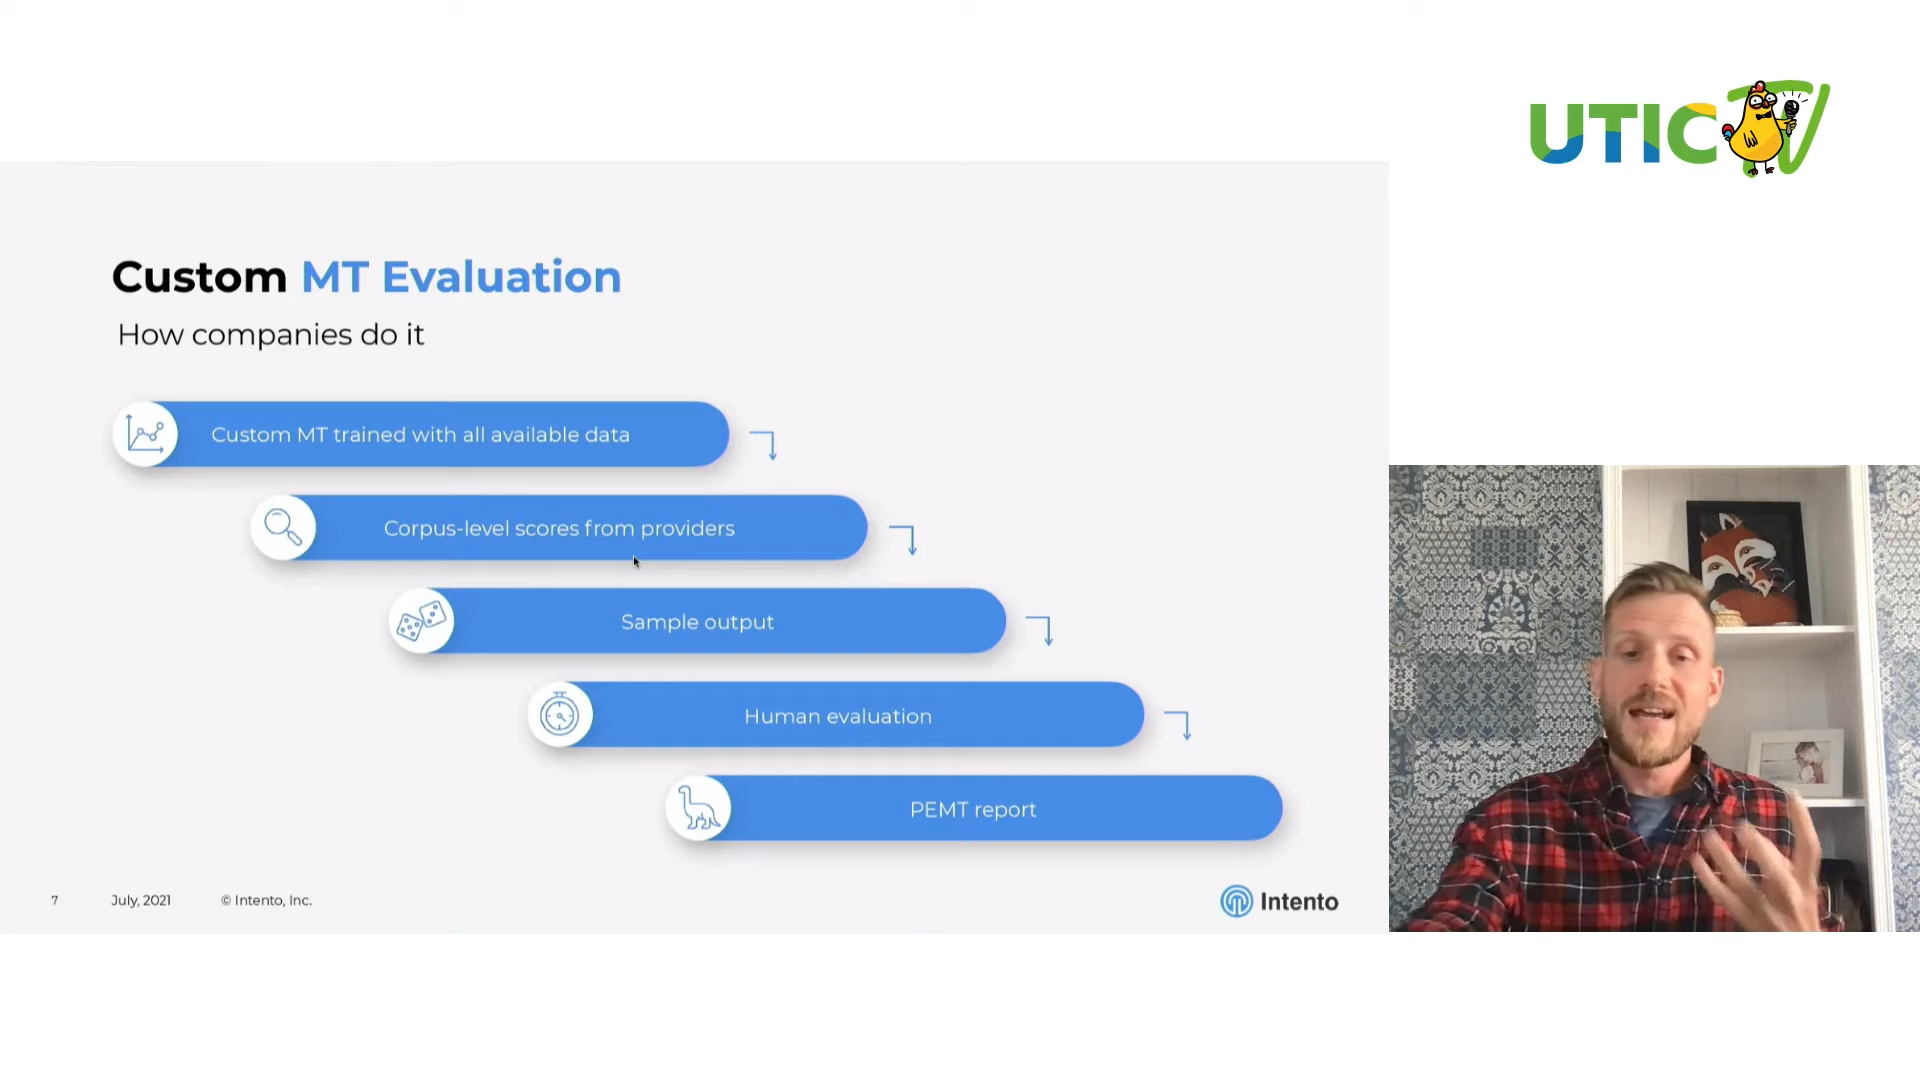 UTIC TV
Custom MT Evaluation
How companies do it
Custom MT trained with all available data
Corpus-level scores from providers
Sample output
Human evaluation
PEMT report
7 July, 2021 © Intento, Inc.
Intento